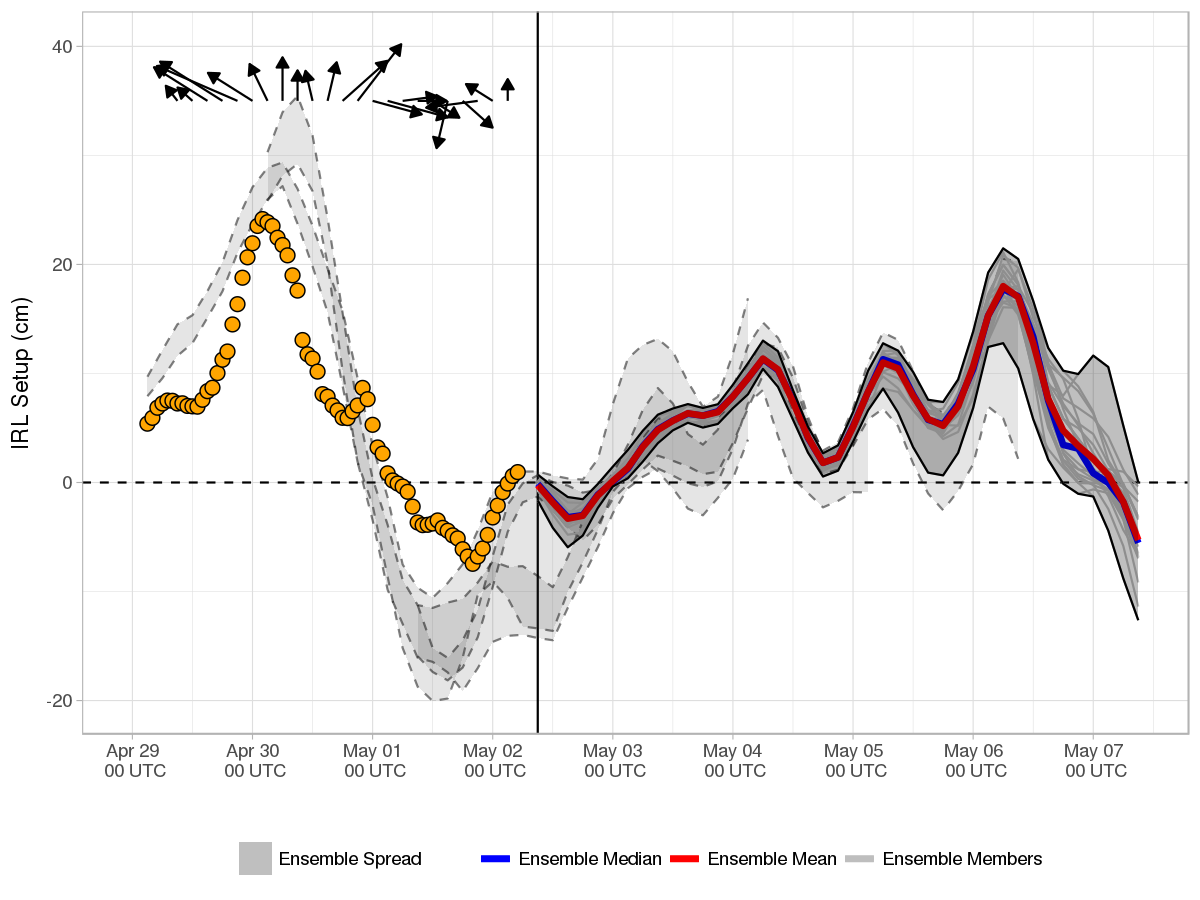 IRL Setup (cm)
40
20
0
-20
Apr 29 Apr 30 May 01 May 02 May 03 May 04 May 05 May 06 May 07
00 UTC 00 UTC 00 UTC 00 UTC 00 UTC 00 UTC 00 UTC 00 UTC 00 UTC
Ensemble Spread Ensemble Median Ensemble Mean Ensemble Members